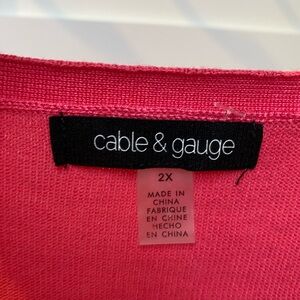 cable & gauge
2X
MADE IN
CHINA
FABRIQUE
EN CHINE
HECHO
EN CHINA